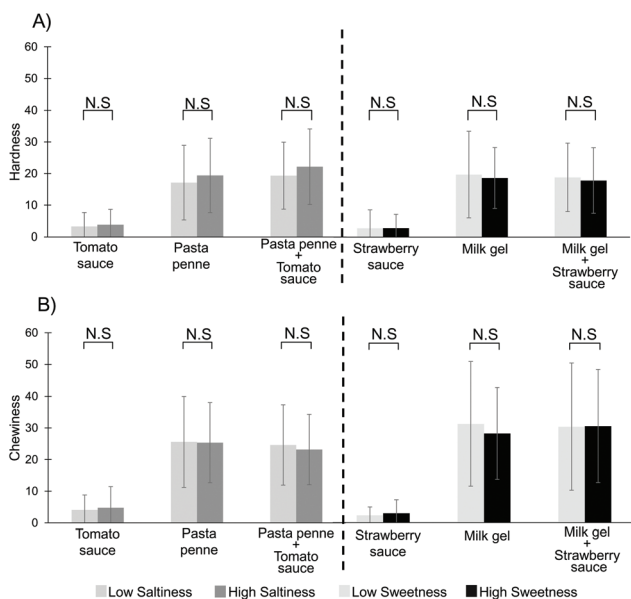 A)
60
50
40
30
20
10
0
Hardness
N.S N.S N.S N.S N.S N.S
Tomato
sauce
Pasta
penne
Pasta penne
+
Tomato
sauce
Strawberry
sauce
Milk gel
Milk gel
+
Strawberry
sauce
B)
60
50
40
30
20
10
0
Chewiness
N.S N.S N.S N.S N.S N.S
Tomato
sauce
Pasta
penne
Pasta penne
+
Tomato
sauce
Strawberry
sauce
Milk gel
Milk gel
+
Strawberry
sauce
Low Saltiness High Saltiness Low Sweetness High Sweetness